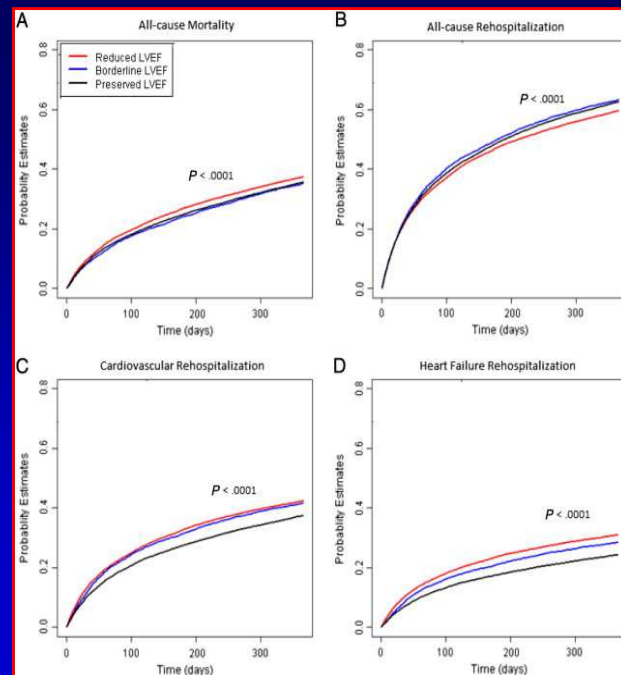 A
All-cause Mortality
Reduced LVEF
Borderline LVEF
Preserved LVEF
P < .0001
Probablity Estimates
0.0
0.2
0.4
0.6
0.8
0
100
200
300
Time (days)
B
All-cause Rehospitalization
P < .0001
Probablity Estimates
0.0
0.2
0.4
0.6
0.8
0
100
200
300
Time (days)
C
Cardiovascular Rehospitalization
P < .0001
Probablity Estimates
0.0
0.2
0.4
0.6
0.8
0
100
200
300
Time (days)
D
Heart Failure Rehospitalization
P < .0001
Probablity Estimates
0.0
0.2
0.4
0.6
0.8
0
100
200
300
Time (days)